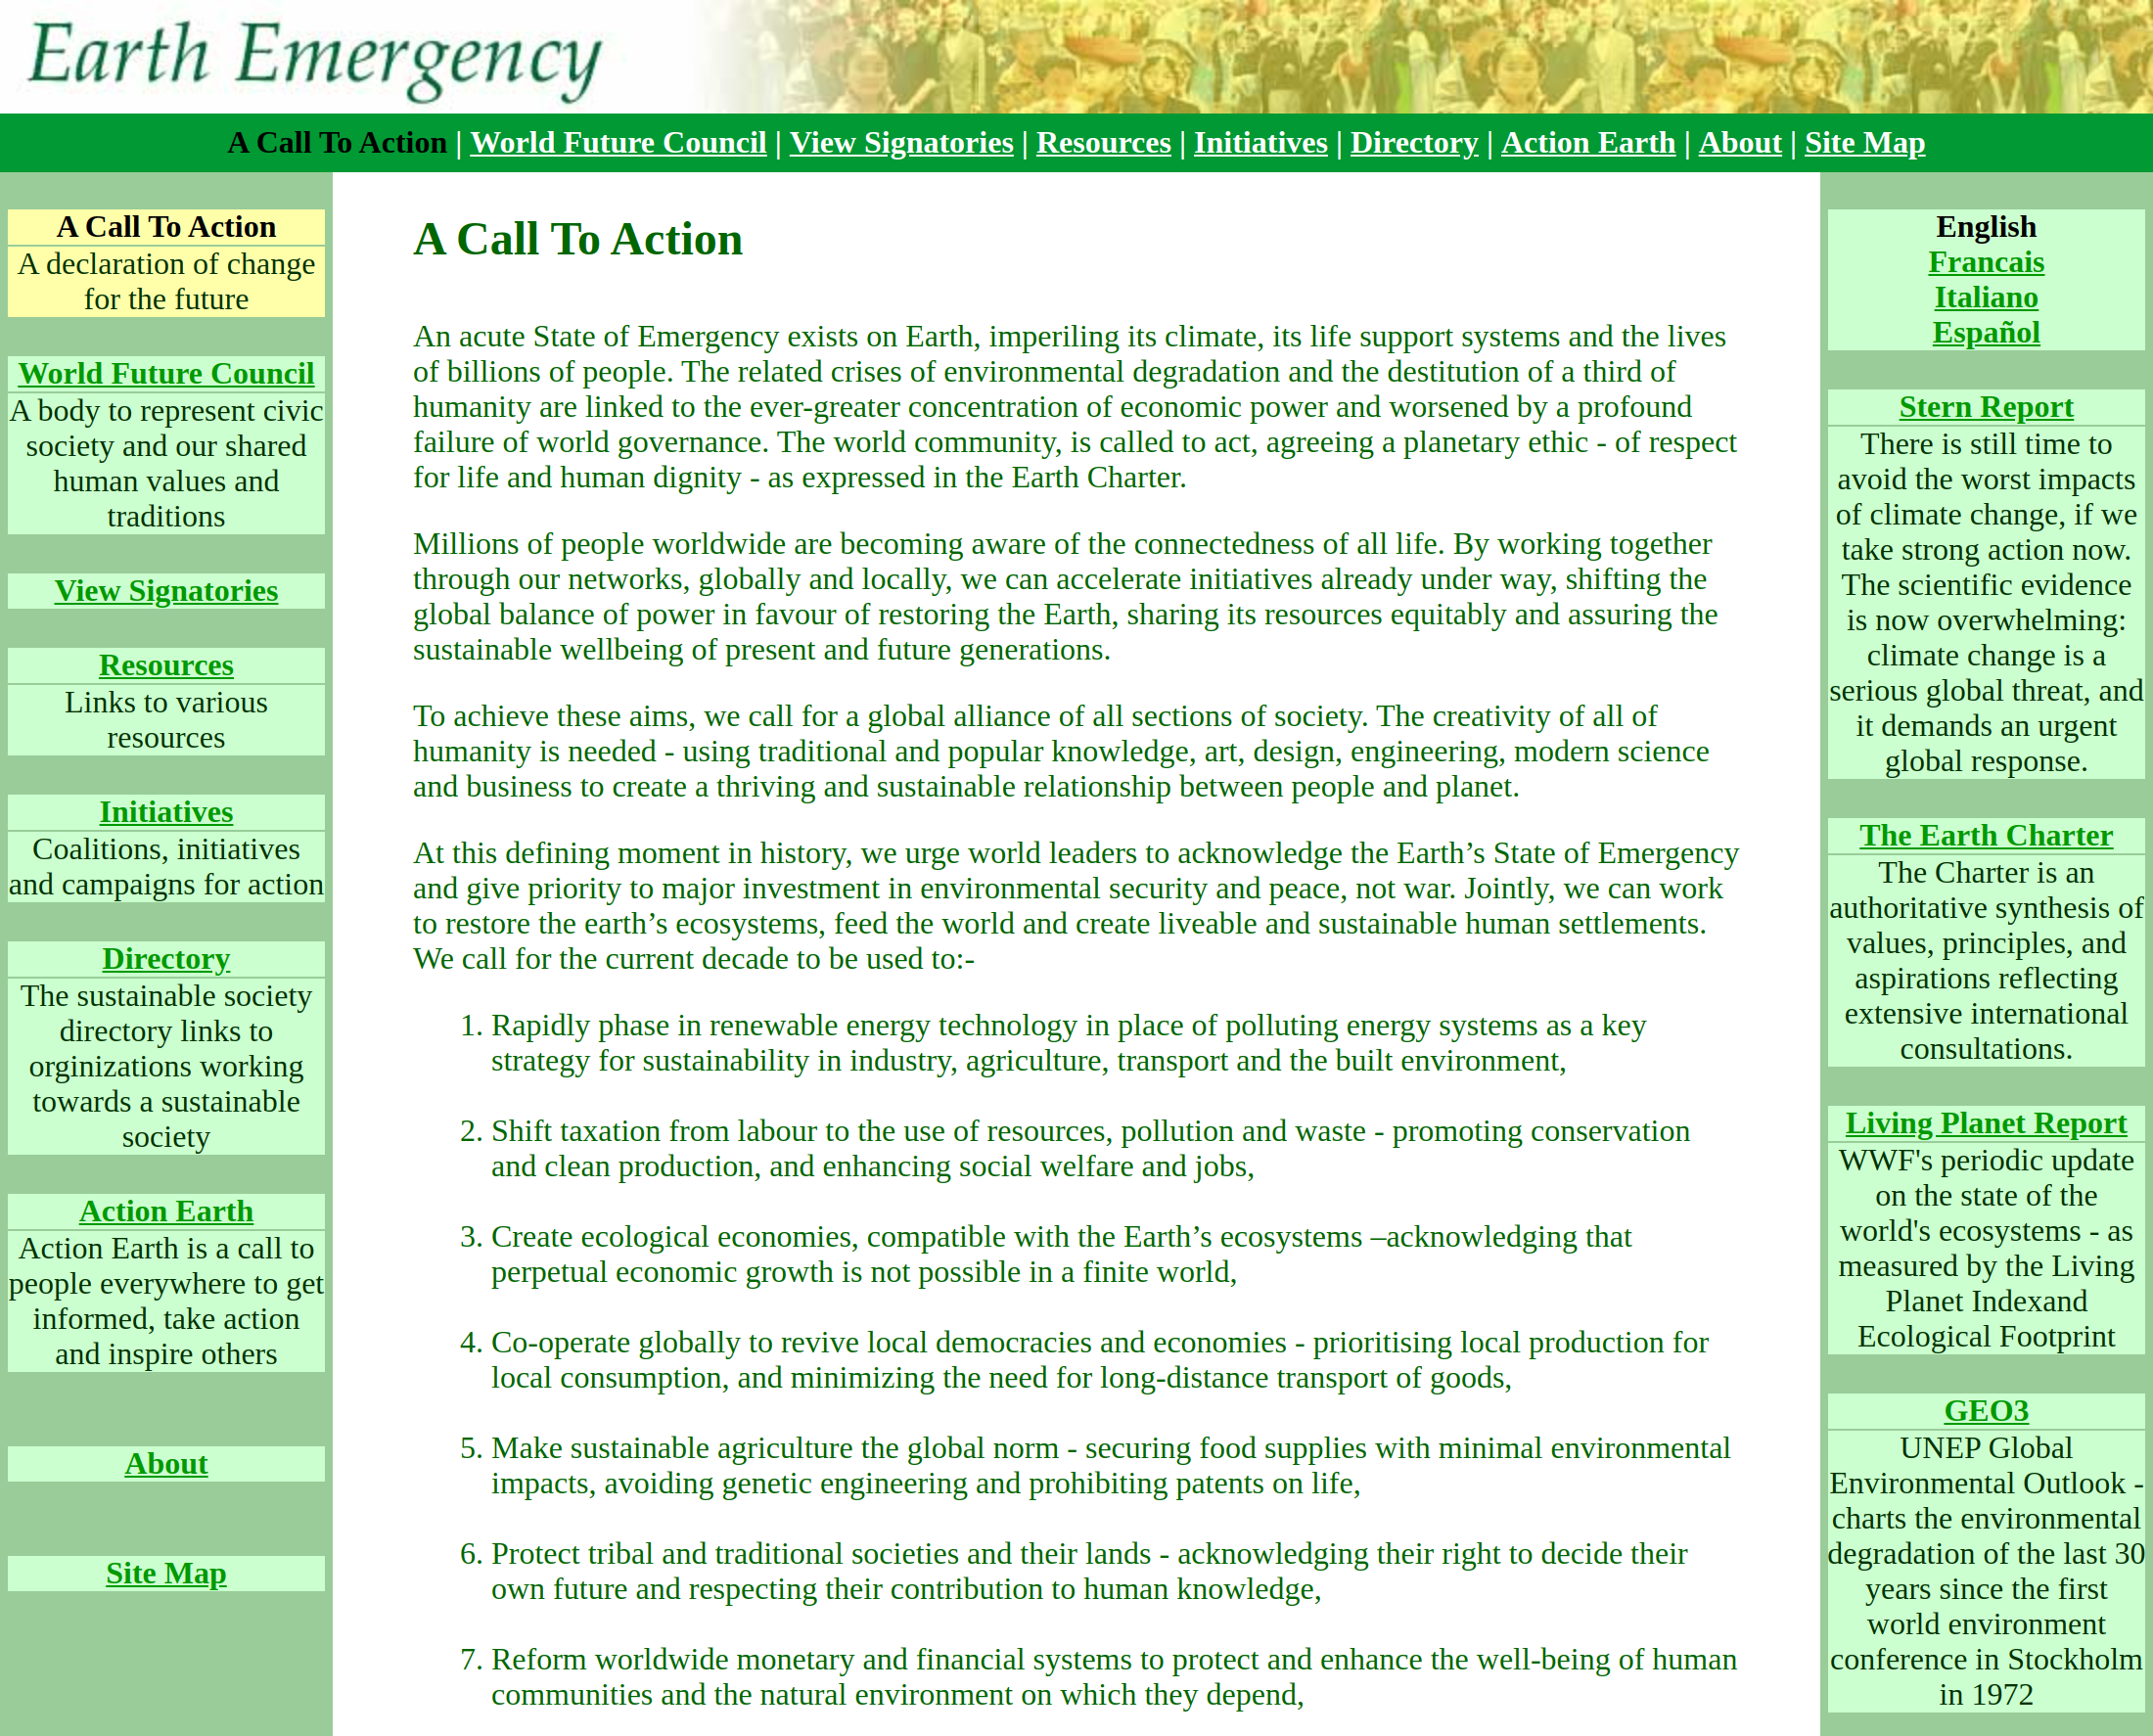 Earth Emergency
A Call To Action | World Future Council | View Signatories | Resources | Initiatives | Directory | Action Earth | About | Site Map
A Call To Action
A declaration of change
for the future
World Future Council
A body to represent civic
society and our shared
human values and
traditions
View Signatories
Resources
Links to various
resources
Initiatives
Coalitions, initiatives
and campaigns for action
Directory
The sustainable society
directory links to
orginizations working
towards a sustainable
society
Action Earth
Action Earth is a call to
people everywhere to get
informed, take action
and inspire others
About
Site Map
A Call To Action
An acute State of Emergency exists on Earth, imperiling its climate, its life support systems and the lives
of billions of people. The related crises of environmental degradation and the destitution of a third of
humanity are linked to the ever-greater concentration of economic power and worsened by a profound
failure of world governance. The world community, is called to act, agreeing a planetary ethic - of respect
for life and human dignity - as expressed in the Earth Charter.
Millions of people worldwide are becoming aware of the connectedness of all life. By working together
through our networks, globally and locally, we can accelerate initiatives already under way, shifting the
global balance of power in favour of restoring the Earth, sharing its resources equitably and assuring the
sustainable wellbeing of present and future generations.
To achieve these aims, we call for a global alliance of all sections of society. The creativity of all of
humanity is needed - using traditional and popular knowledge, art, design, engineering, modern science
and business to create a thriving and sustainable relationship between people and planet.
At this defining moment in history, we urge world leaders to acknowledge the Earth’s State of Emergency
and give priority to major investment in environmental security and peace, not war. Jointly, we can work
to restore the earth’s ecosystems, feed the world and create liveable and sustainable human settlements.
We call for the current decade to be used to:-
1. Rapidly phase in renewable energy technology in place of polluting energy systems as a key
strategy for sustainability in industry, agriculture, transport and the built environment,
2. Shift taxation from labour to the use of resources, pollution and waste - promoting conservation
and clean production, and enhancing social welfare and jobs,
3. Create ecological economies, compatible with the Earth’s ecosystems –acknowledging that
perpetual economic growth is not possible in a finite world,
4. Co-operate globally to revive local democracies and economies - prioritising local production for
local consumption, and minimizing the need for long-distance transport of goods,
5. Make sustainable agriculture the global norm - securing food supplies with minimal environmental
impacts, avoiding genetic engineering and prohibiting patents on life,
6. Protect tribal and traditional societies and their lands - acknowledging their right to decide their
own future and respecting their contribution to human knowledge,
7. Reform worldwide monetary and financial systems to protect and enhance the well-being of human
communities and the natural environment on which they depend,
English
Francais
Italiano
Español
Stern Report
There is still time to
avoid the worst impacts
of climate change, if we
take strong action now.
The scientific evidence
is now overwhelming:
climate change is a
serious global threat, and
it demands an urgent
global response.
The Earth Charter
The Charter is an
authoritative synthesis of
values, principles, and
aspirations reflecting
extensive international
consultations.
Living Planet Report
WWF's periodic update
on the state of the
world's ecosystems - as
measured by the Living
Planet Indexand
Ecological Footprint
GEO3
UNEP Global
Environmental Outlook -
charts the environmental
degradation of the last 30
years since the first
world environment
conference in Stockholm
in 1972